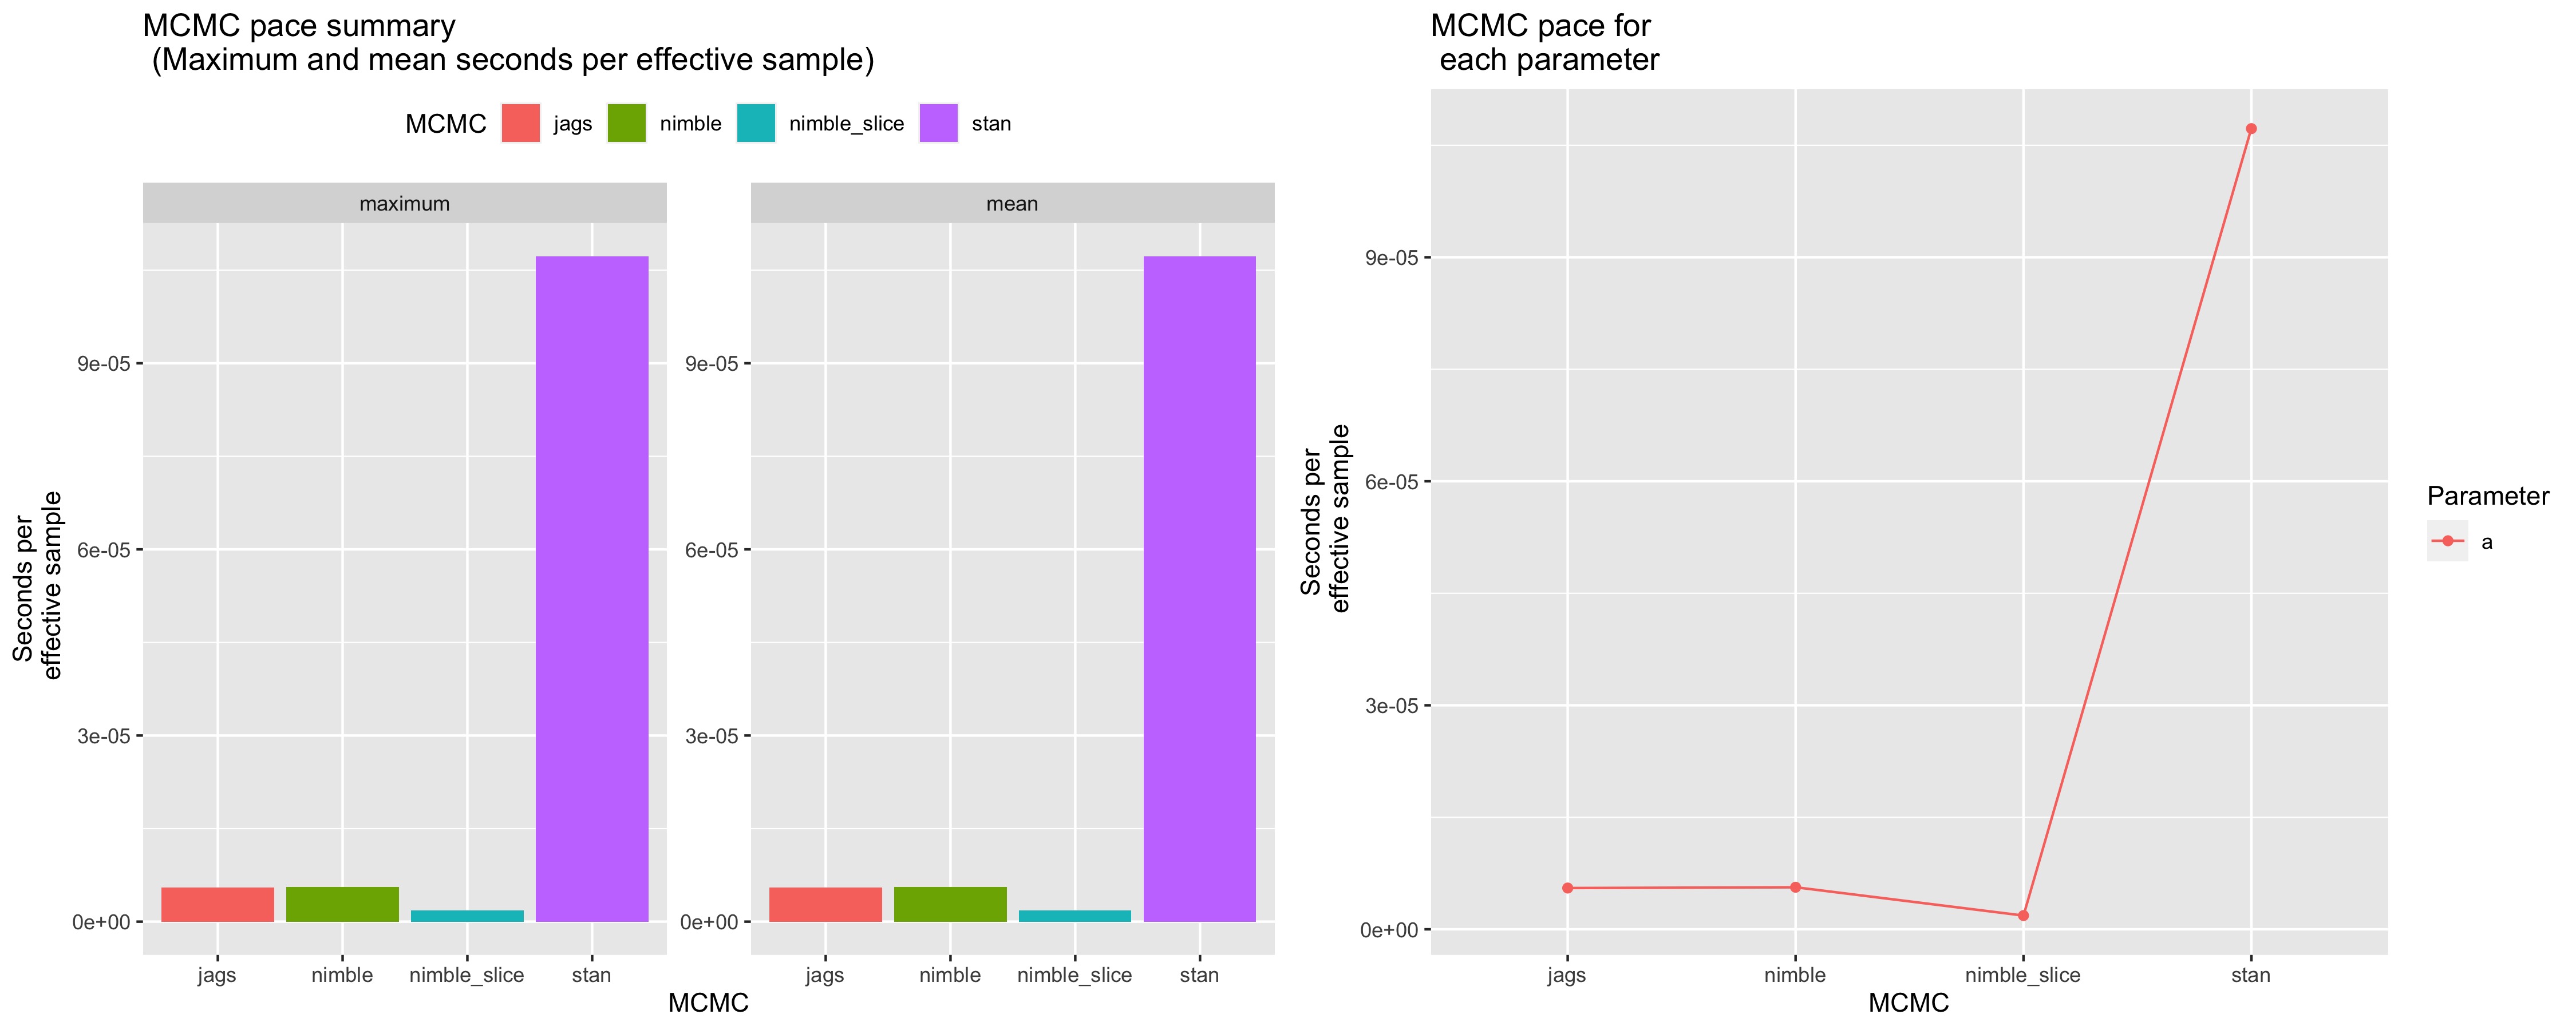 MCMC pace summary
(Maximum and mean seconds per effective sample)
MCMC jags nimble nimble_slice stan
maximum
mean
Seconds per
effective sample
9e-05
6e-05
3e-05
0e+00
9e-05
6e-05
3e-05
0e+00
jags nimble nimble_slice stan
jags nimble nimble_slice stan
MCMC
MCMC pace for
each parameter
Seconds per
effective sample
9e-05
6e-05
3e-05
0e+00
jags nimble nimble_slice stan
MCMC
Parameter
a